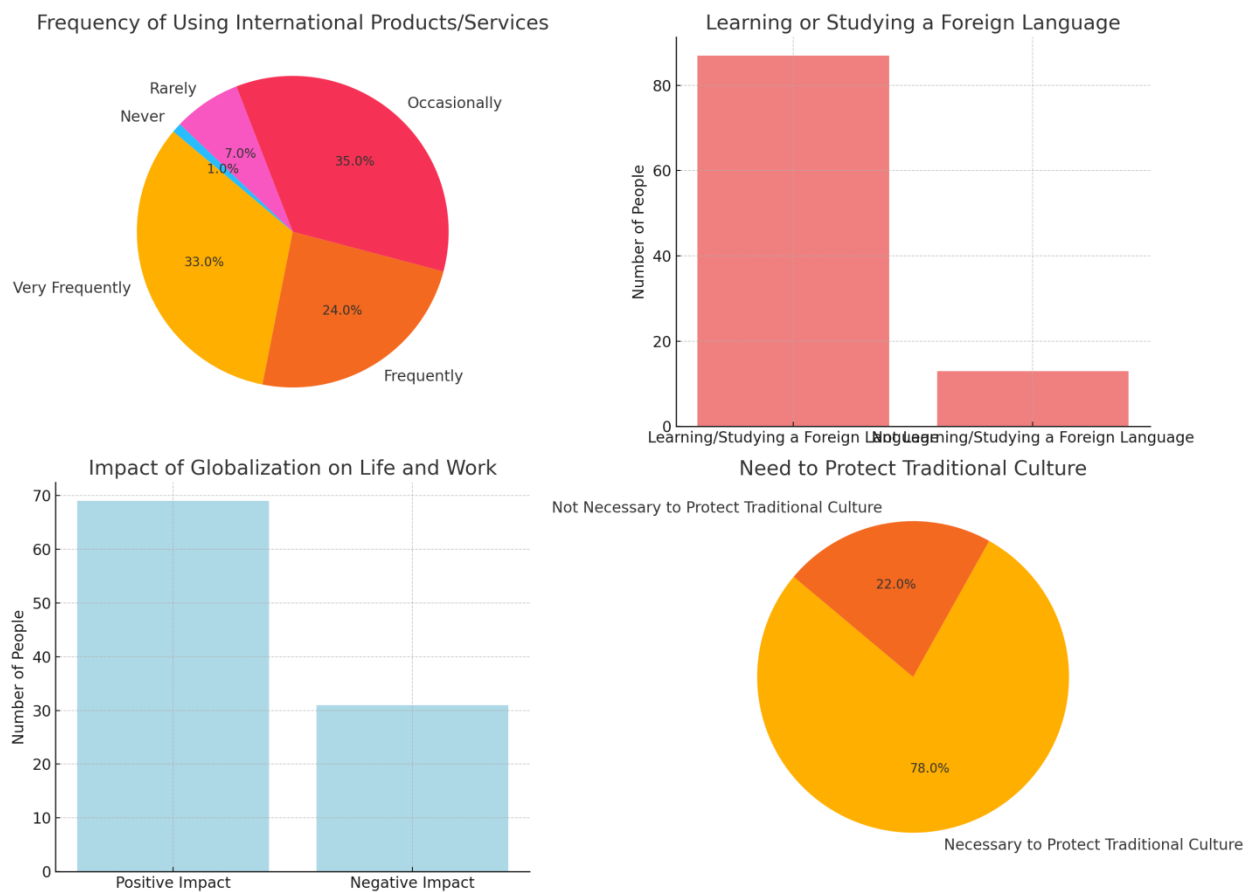 Frequency of Using International Products/Services
Rarely
Never
Occasionally
7.0%
1.0%
35.0%
33.0%
Very Frequently
24.0%
Frequently
Learning or Studying a Foreign Language
Number of People
80
60
40
20
0
Learning/Studying a Foreign Language
Not Learning/Studying a Foreign Language
Impact of Globalization on Life and Work
Number of People
70
60
50
40
30
20
10
0
Positive Impact
Negative Impact
Need to Protect Traditional Culture
Not Necessary to Protect Traditional Culture
22.0%
78.0%
Necessary to Protect Traditional Culture